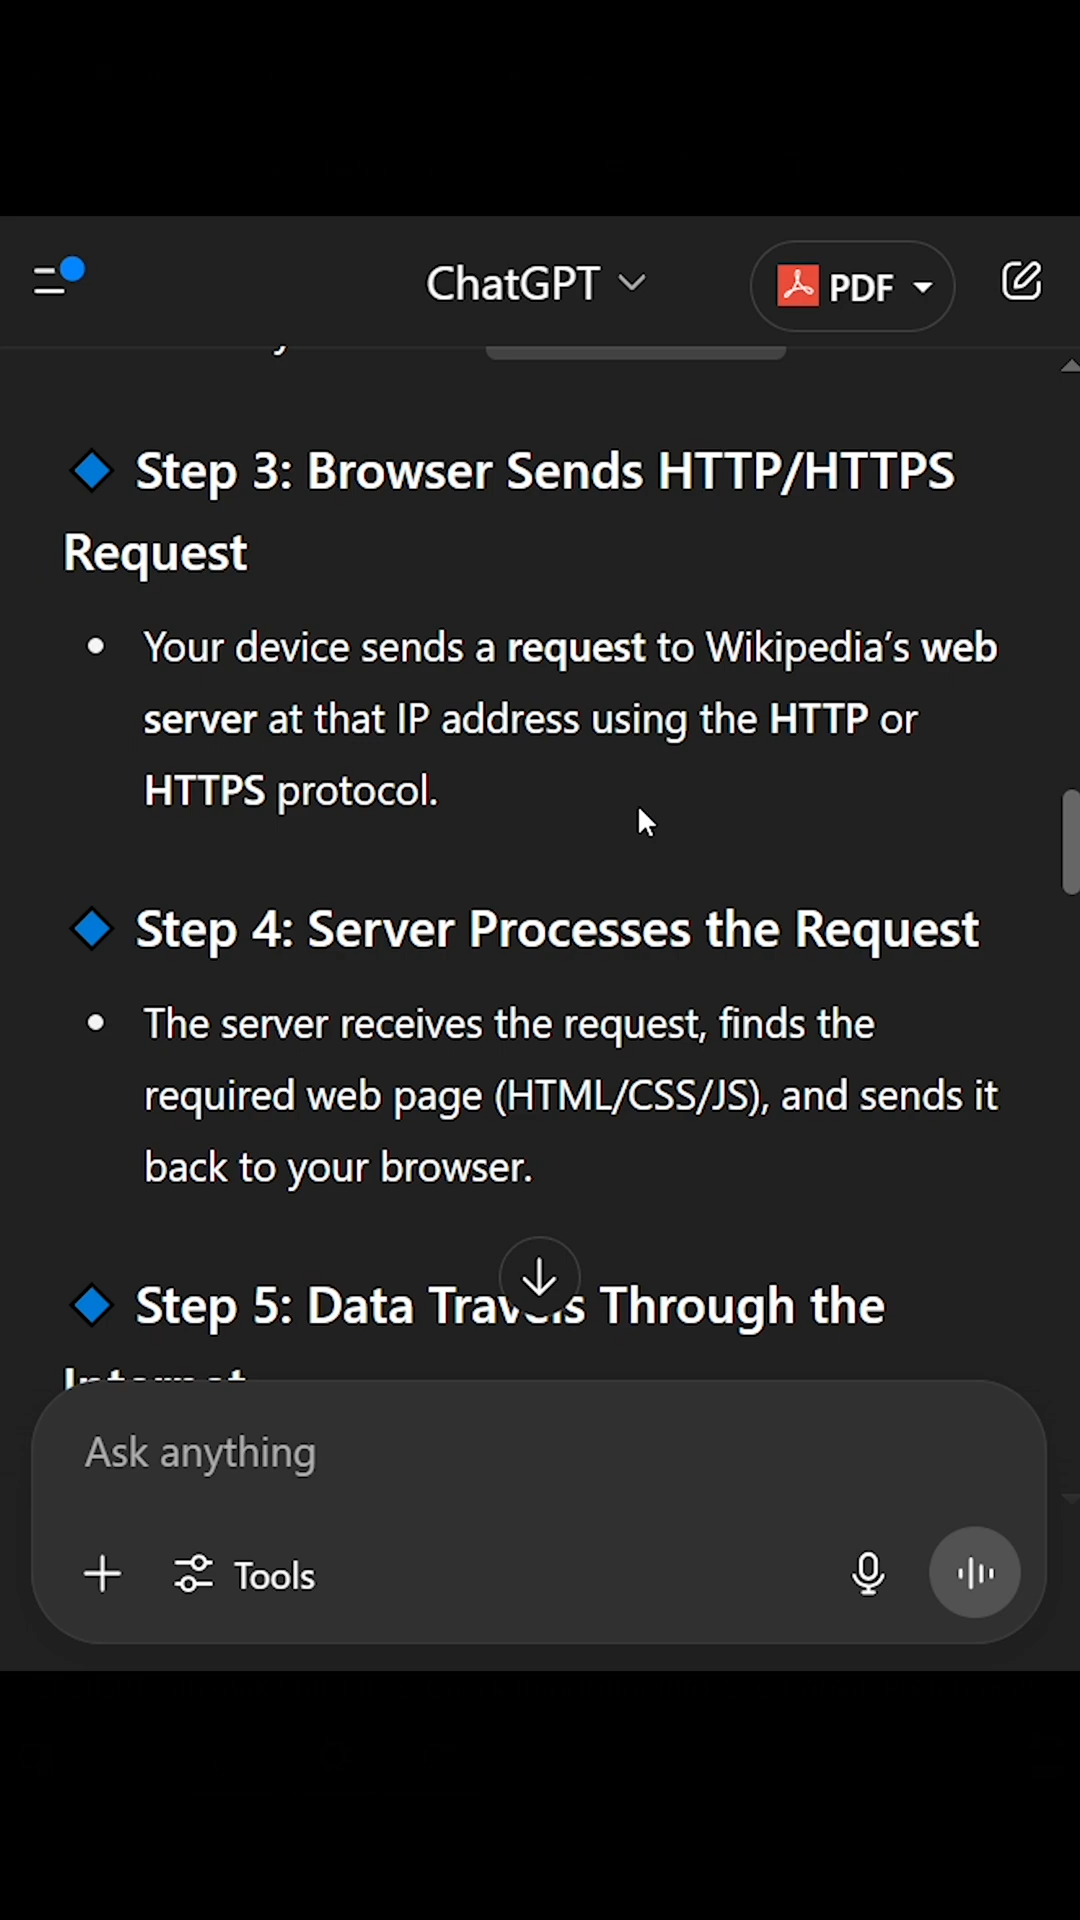 ChatGPT
PDF
Step 3: Browser Sends HTTP/HTTPS
Request
• Your device sends a request to Wikipedia’s web
server at that IP address using the HTTP or
HTTPS protocol.
Step 4: Server Processes the Request
• The server receives the request, finds the
required web page (HTML/CSS/JS), and sends it
back to your browser.
Step 5: Data Travels Through the
Internet
Ask anything
Tools